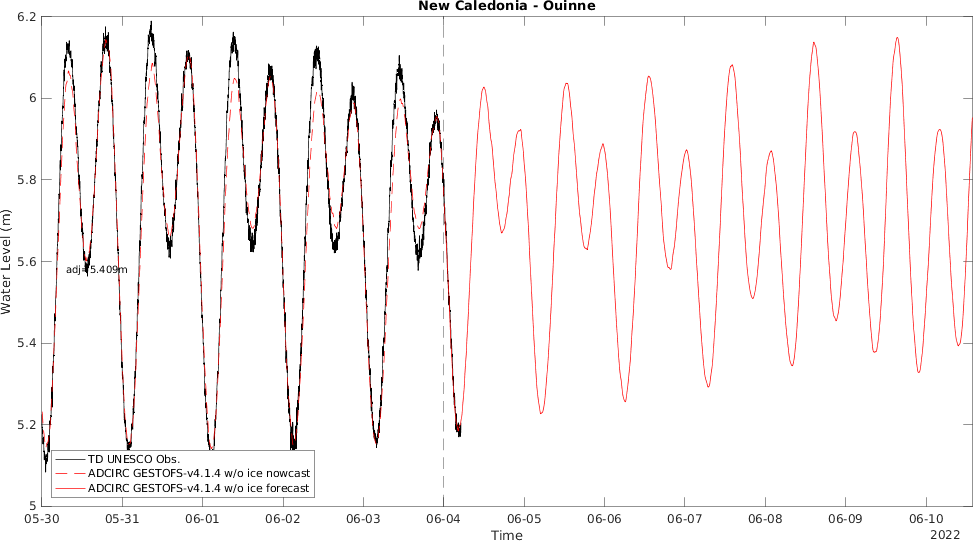 New Caledonia - Ouinne
6.2
6
5.8
5.6
5.4
5.2
5
Water Level (m)
adj=5.409m
TD UNESCO Obs.
ADCIRC GESTOFS-v4.1.4 w/o ice nowcast
ADCIRC GESTOFS-v4.1.4 w/o ice forecast
05-30 05-31 06-01 06-02 06-03 06-04 06-05 06-06 06-07 06-08 06-09 06-10
Time
2022